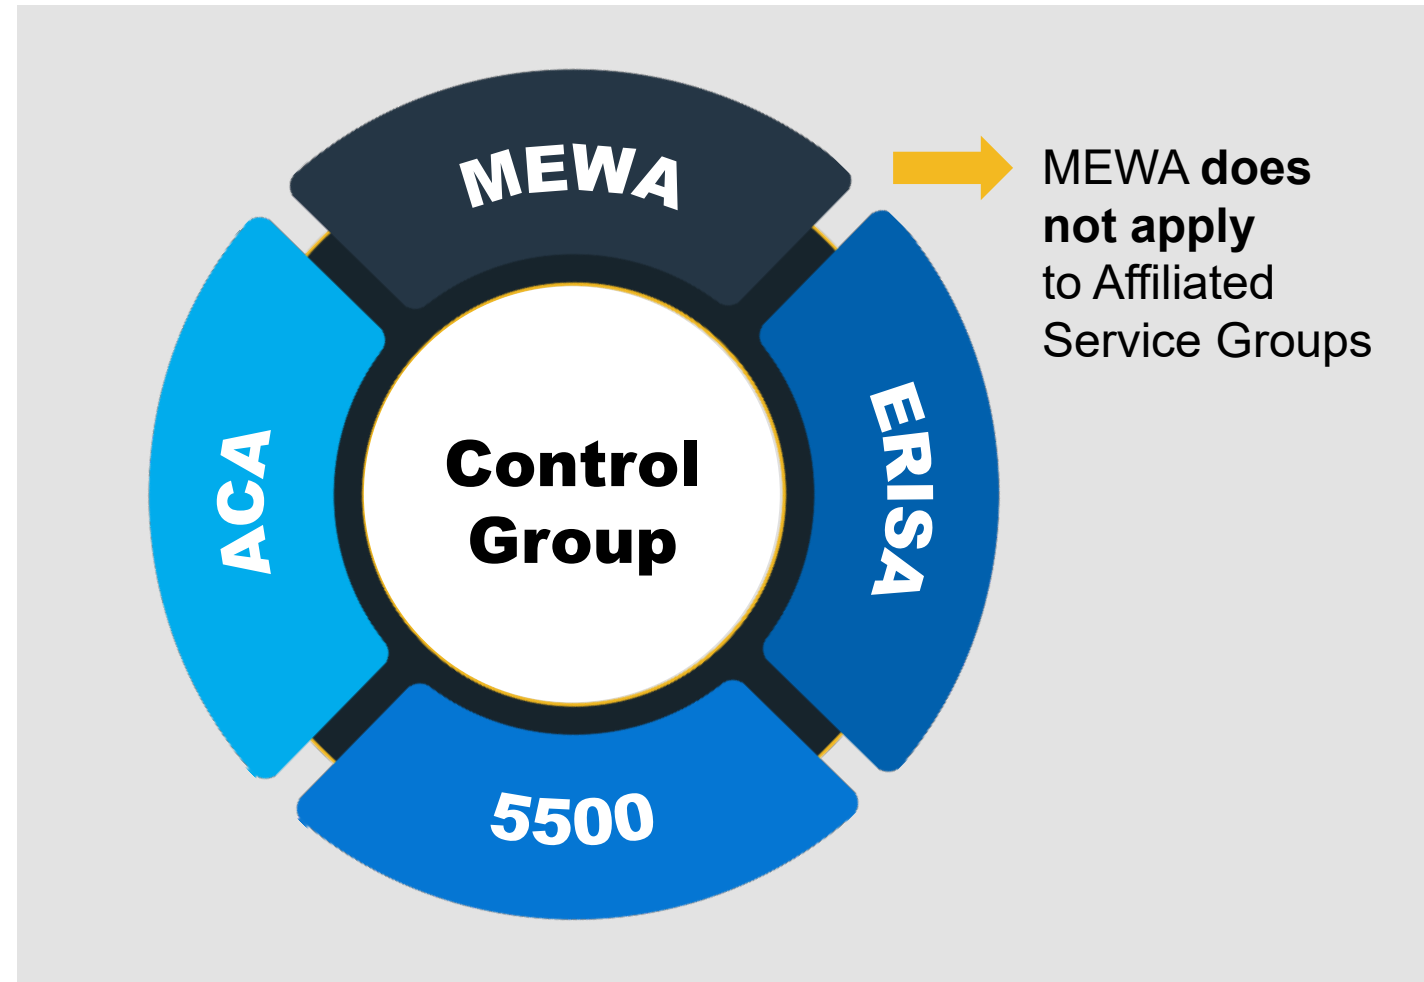 MEWA
MEWA does
not apply
to Affiliated
Service Groups
ACA
Control
Group
ERISA
5500